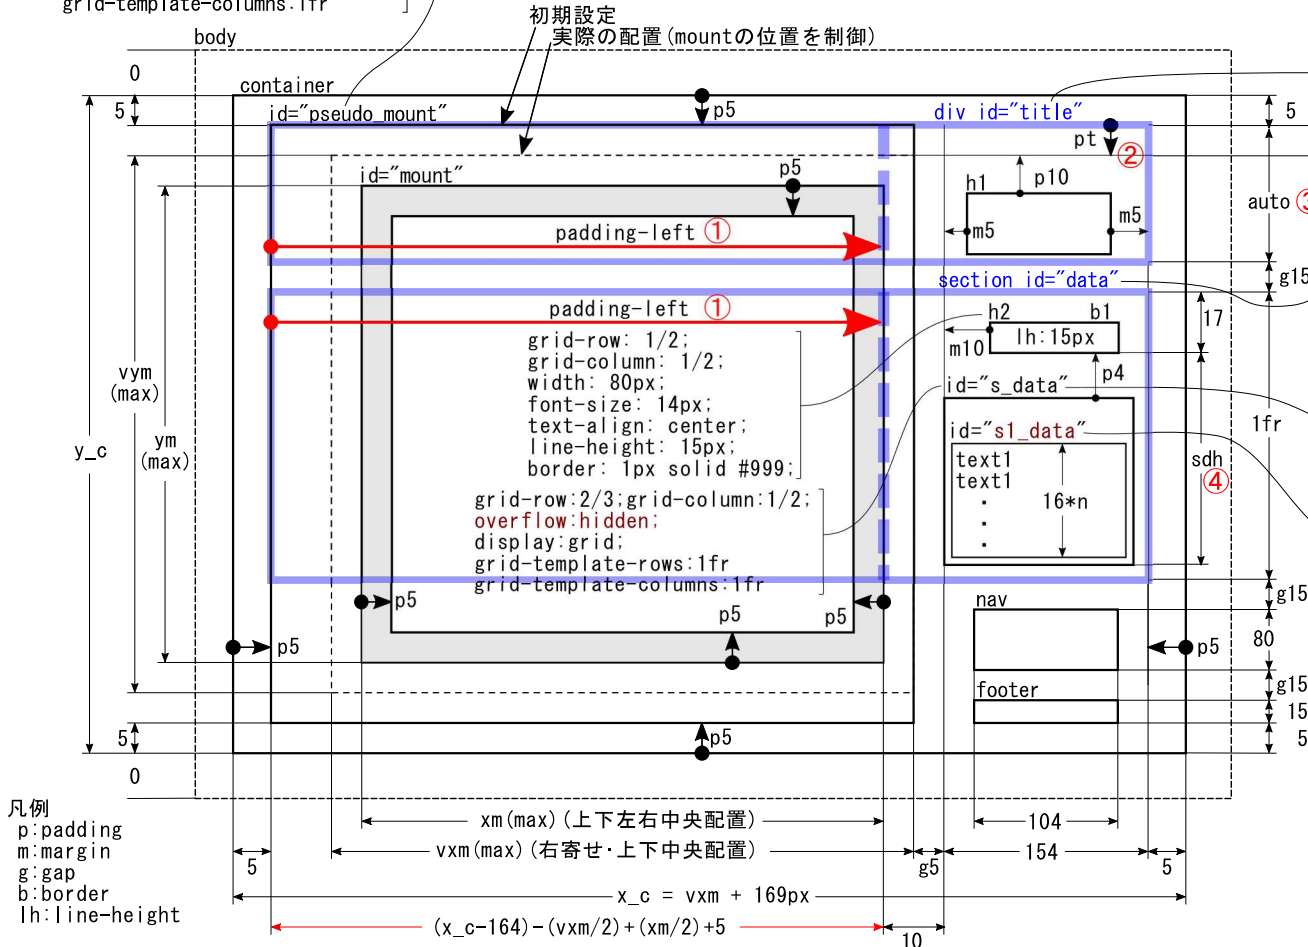 grid-template-columns:1fr
初期設定
実際の配置(mountの位置を制御)
body
0
container
5
id="pseudo_mount"
p5
div id="title"
5
pt
②
id="mount"
p5
h1
p10
auto ③
m5
m5
padding-left ①
g15
section id="data"
padding-left ①
h2
b1
17
lh:15px
m10
grid-row: 1/2;
grid-column: 1/2;
width: 80px;
font-size: 14px;
text-align: center;
line-height: 15px;
border: 1px solid #999;
p4
id="s_data"
vym
(max)
1fr
id="s1_data"
y_c
ym
(max)
sdh
④
text1
text1
・
・
・
16*n
grid-row:2/3;grid-column:1/2;
overflow:hidden;
display:grid;
grid-template-rows:1fr
grid-template-columns:1fr
p5
p5
p5
nav
g15
80
p5
p5
footer
g15
15
5
p5
5
0
凡例
p:padding
m:margin
g:gap
b:border
lh:line-height
xm(max)(上下左右中央配置)
104
5
vxm(max)(右寄せ・上下中央配置)
g5
154
5
x_c = vxm + 169px
(x_c-164)-(vxm/2)+(xm/2)+5
10